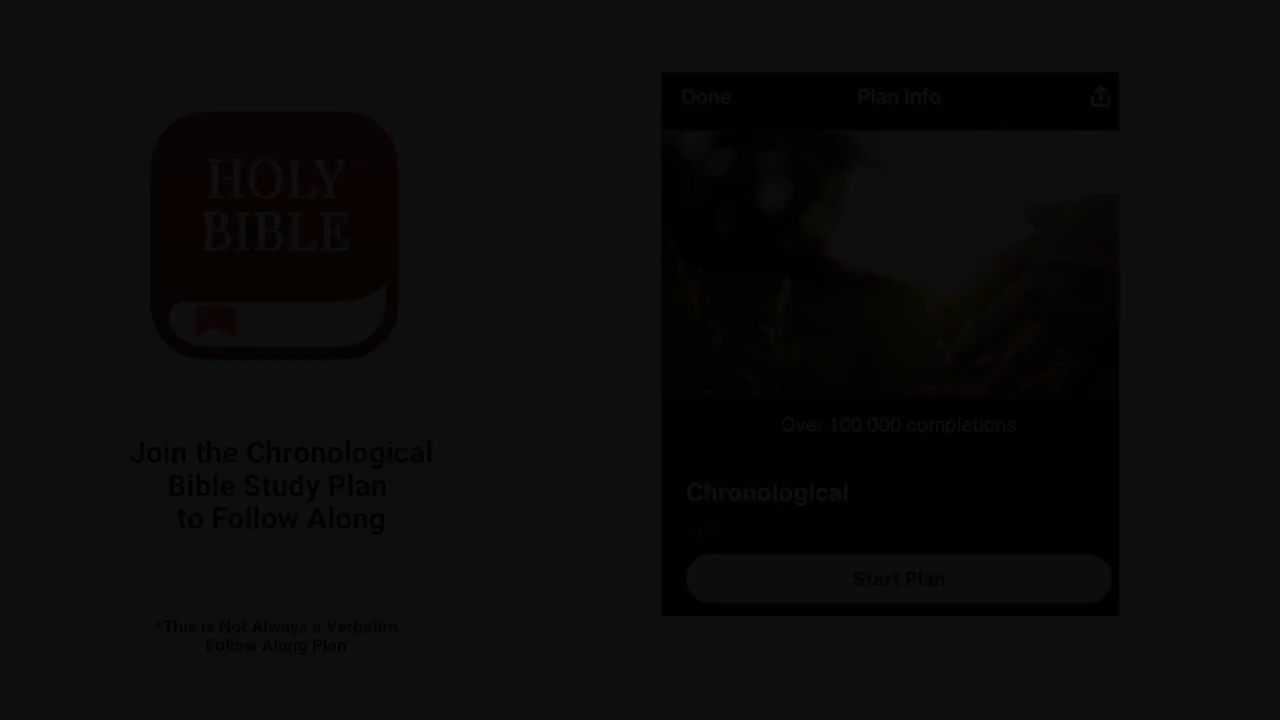 HOLY
BIBLE
Join the Chronological
Bible Study Plan
to Follow Along
*This is Not Always a Verbatim
Follow Along Plan
Done
Plan Info
Over 100.000 completions
Chronological
Start Plan